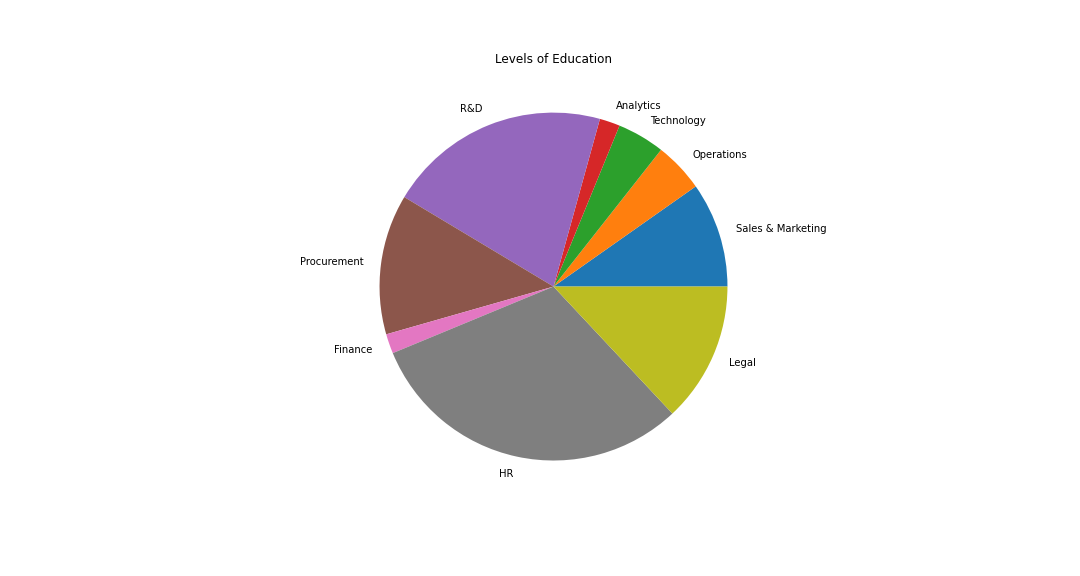 Levels of Education
Analytics
R&D
Technology
Operations
Sales & Marketing
Procurement
Finance
Legal
HR